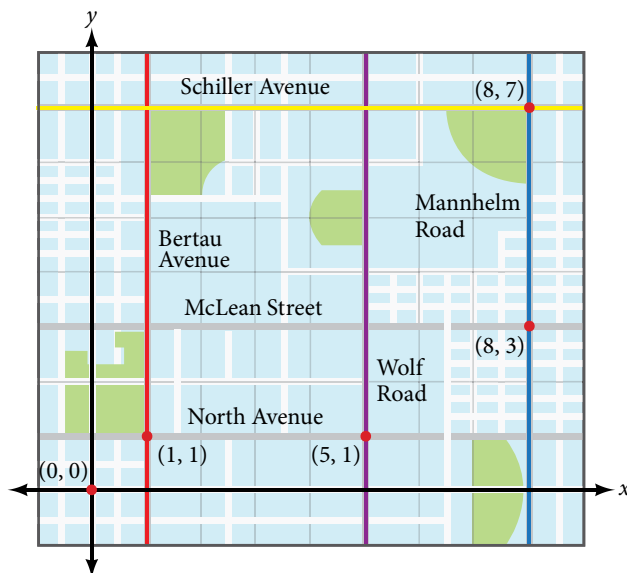 y
Schiller Avenue
(8, 7)
Mannhelm
Road
Bertau
Avenue
McLean Street
(8, 3)
Wolf
Road
North Avenue
(1, 1)
(5, 1)
(0, 0)
x